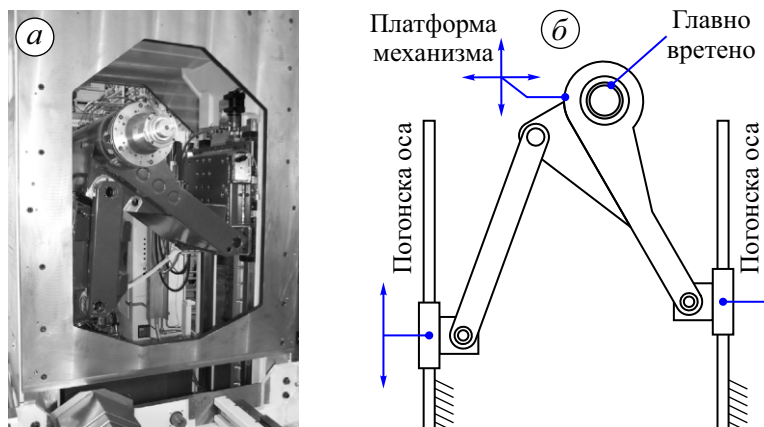 а
б
Платформа
механизма
Главно
вретено
Погонска оса
Погонска оса